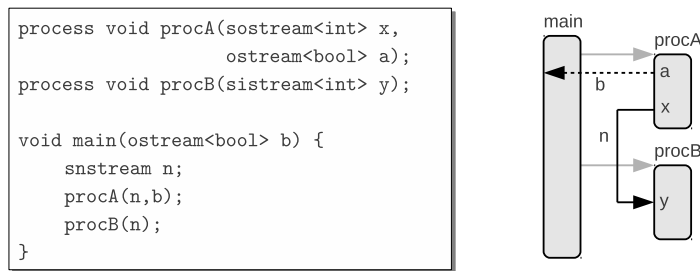 process void procA(sostream<int> x,
ostream<bool> a);
process void procB(sistream<int> y);
void main(ostream<bool> b) {
snstream n;
procA(n,b);
procB(n);
}
main
procA
a
b
x
n
procB
y